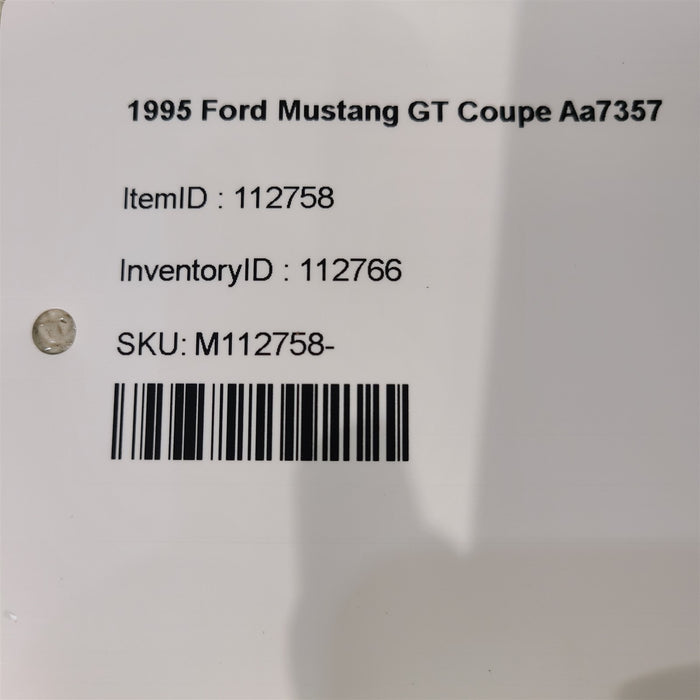 1995 Ford Mustang GT Coupe Aa7357
ItemID : 112758
InventoryID : 112766
SKU: M112758-